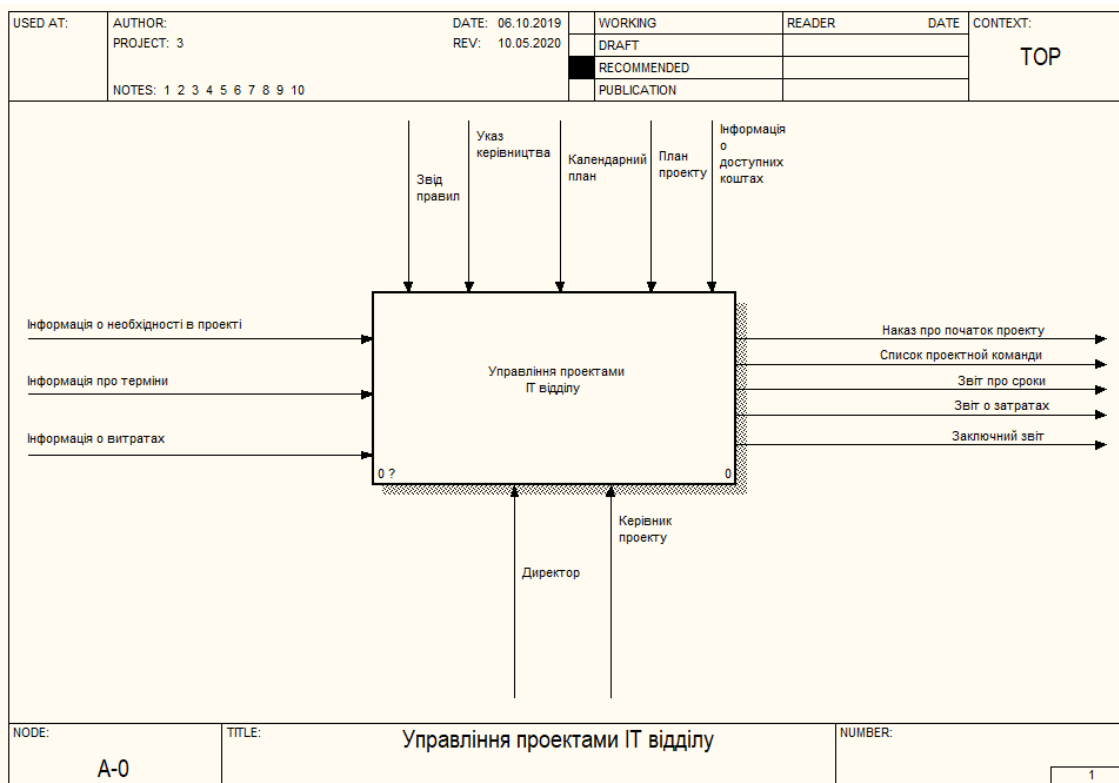 USED AT:
AUTHOR:
DATE: 06.10.2019
WORKING
READER
DATE
CONTEXT:
PROJECT: 3
REV: 10.05.2020
DRAFT
TOP
RECOMMENDED
NOTES: 1 2 3 4 5 6 7 8 9 10
PUBLICATION
Звід
правил
Указ
керівництва
Календарний
план
План
проекту
Інформація
о
доступних
коштах
Інформація о необхідності в проекті
Інформація про терміни
Інформація о витратах
Управління проектами
ІТ відділу
0 ?
0
Наказ про початок проекту
Список проектной команди
Звіт про сроки
Звіт о затратах
Заключний звіт
Керівник
проекту
Директор
NODE:
A-0
TITLE:
Управління проектами ІТ відділу
NUMBER:
1